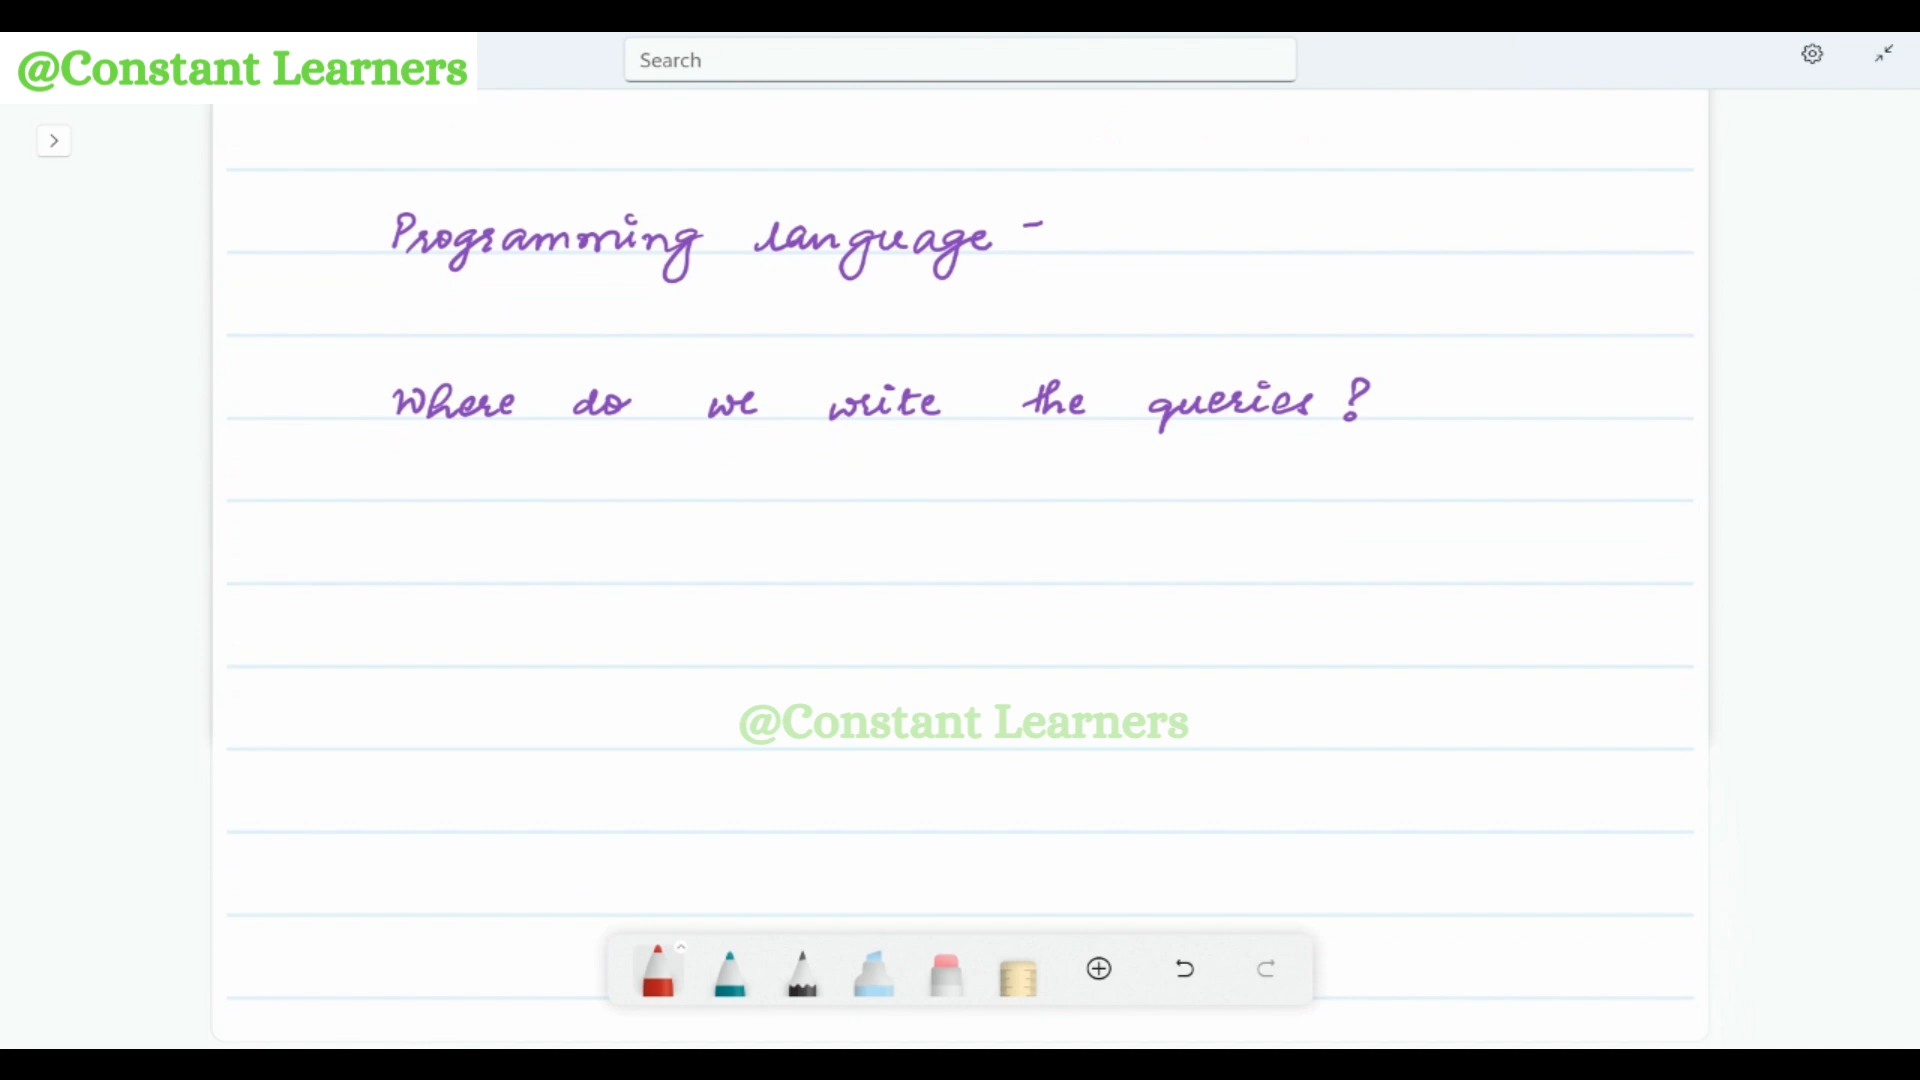 @Constant Learners
Search
Programming language -
Where do we write the queries?
@Constant Learners